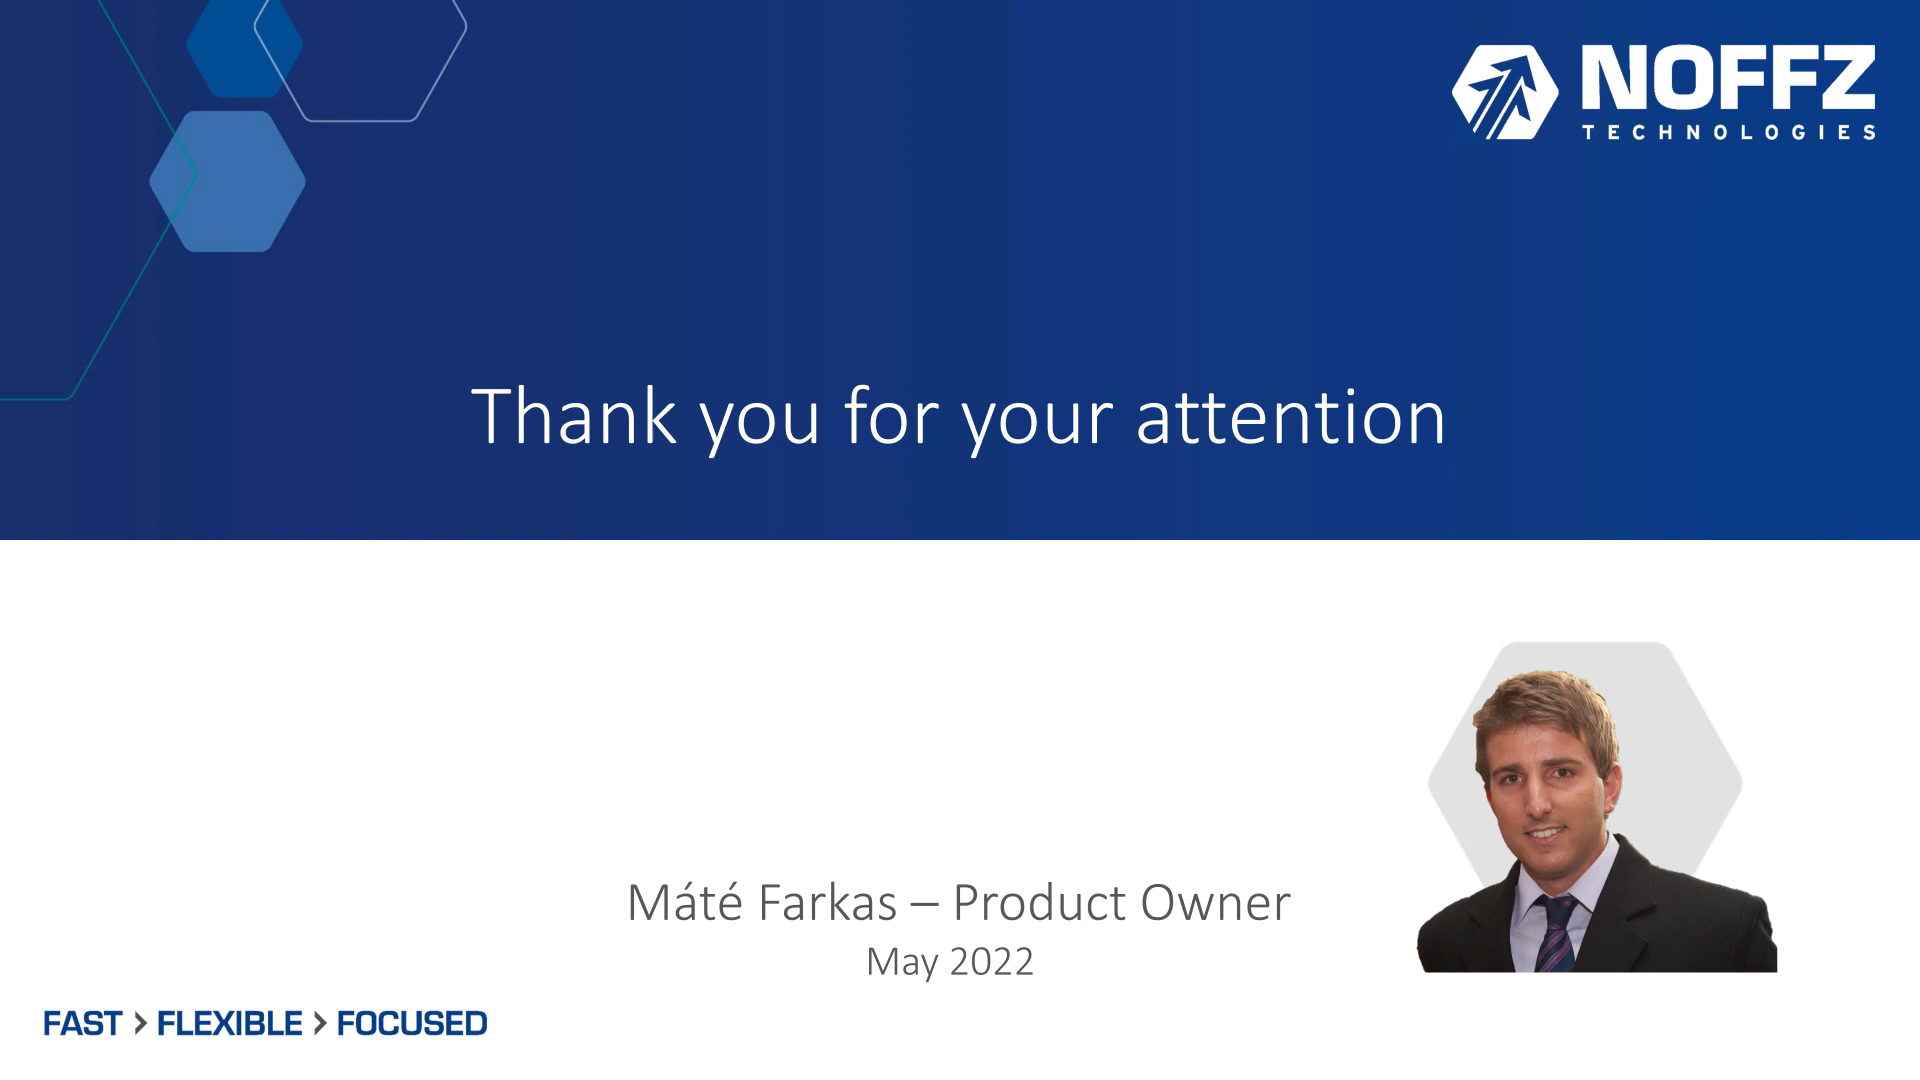 NOFFZ
TECHNOLOGIES
Thank you for your attention
Máté Farkas – Product Owner
May 2022
FAST > FLEXIBLE > FOCUSED